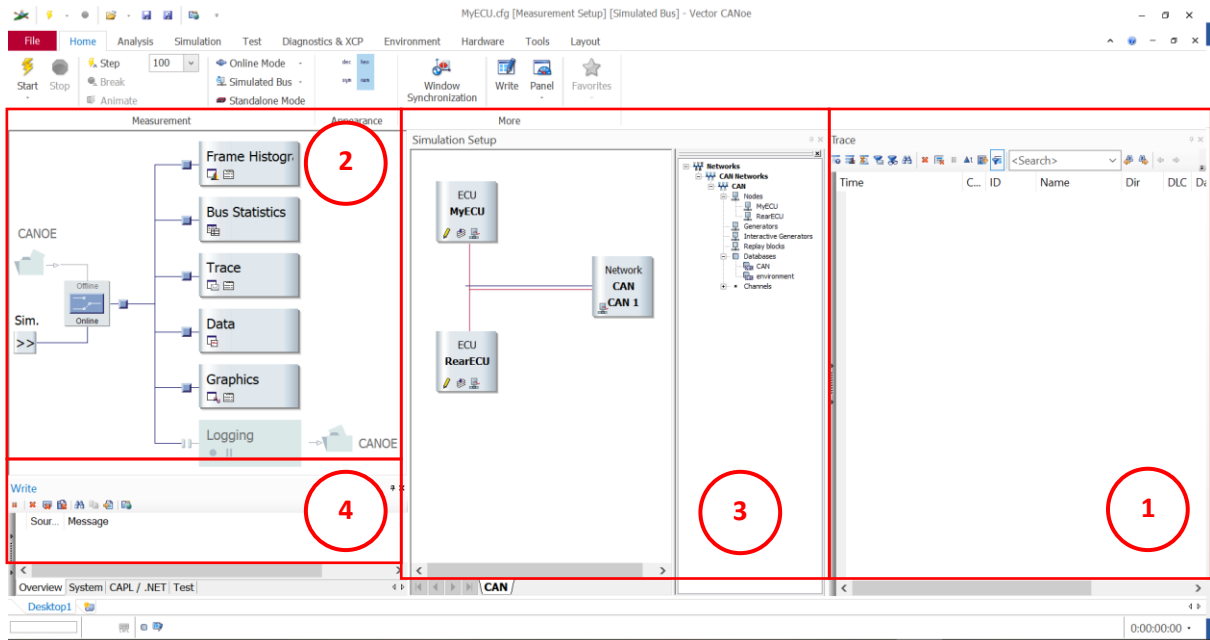 MyECU.cfg [Measurement Setup] [Simulated Bus] - Vector CANoe
File Home Analysis Simulation Test Diagnostics & XCP Environment Hardware Tools Layout
Start
Stop
Step 100
Break
Animate
Online Mode
Simulated Bus
Standalone Mode
dec hex
sym num
Window Synchronization
Write
Panel
Favorites
Measurement Appearance More
2
CANOE
Offline
Online
Sim.
>>
Frame Histogr
Bus Statistics
Trace
Data
Graphics
Logging
CANOE
Write
4
Sour... Message
Overview System CAPL / .NET Test
Simulation Setup
ECU
MyECU
Network
CAN
CAN 1
ECU
RearECU
CAN
Networks
CAN Networks
CAN
Nodes
MyECU
RearECU
Generators
Interactive Generators
Replay blocks
Databases
CAN
environment
Channels
3
Trace
<Search>
Time C... ID Name Dir DLC Da
1
Desktop1
0:00:00:00